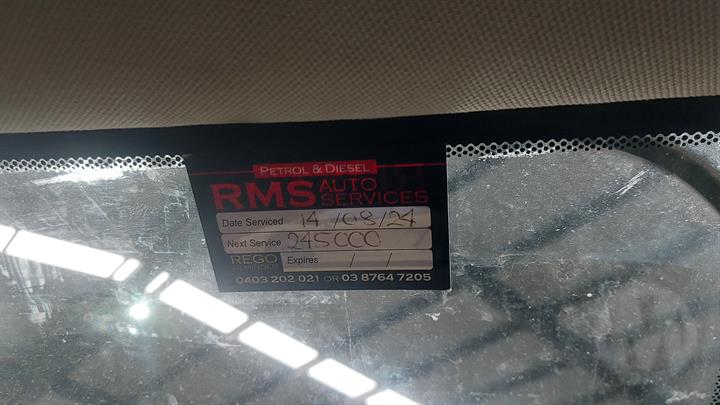 PETROL & DIESEL
RMS AUTO SERVICES
Date Serviced 14/08/24
Next Service 245000
REGO Expires / /
0403 202 021 OR 03 8764 7205